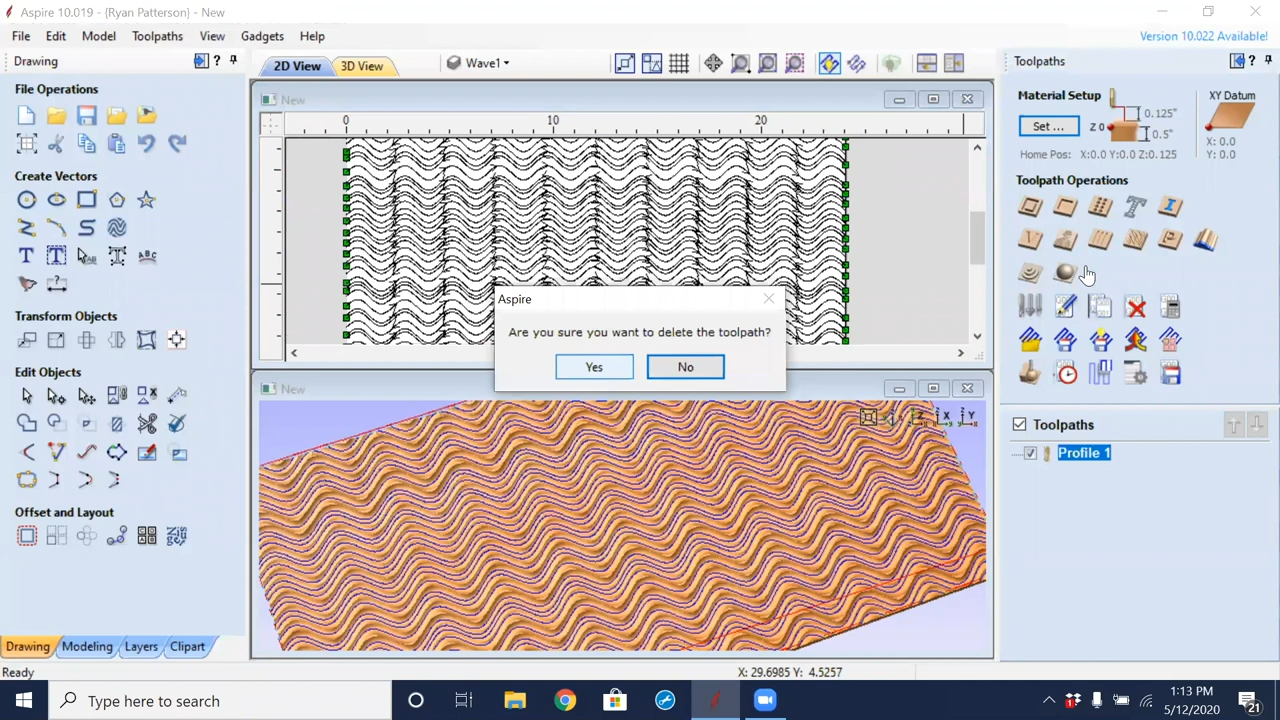 Aspire 10.019 - {Ryan Patterson} - New
File Edit Model Toolpaths View Gadgets Help
Version 10.022 Available!
Drawing
File Operations
Create Vectors
Transform Objects
Edit Objects
Offset and Layout
Drawing Modeling Layers Clipart
Ready
2D View 3D View
Wave1
New
0 10 20
Aspire
Are you sure you want to delete the toolpath?
Yes No
New
X: 29.6985 Y: 4.5257
Toolpaths
Material Setup
XY Datum
Set ...
Z 0
0.125"
0.5"
X: 0.0
Y: 0.0
Home Pos: X:0.0 Y:0.0 Z:0.125
Toolpath Operations
Toolpaths
Profile 1
Type here to search
1:13 PM
5/12/2020
21